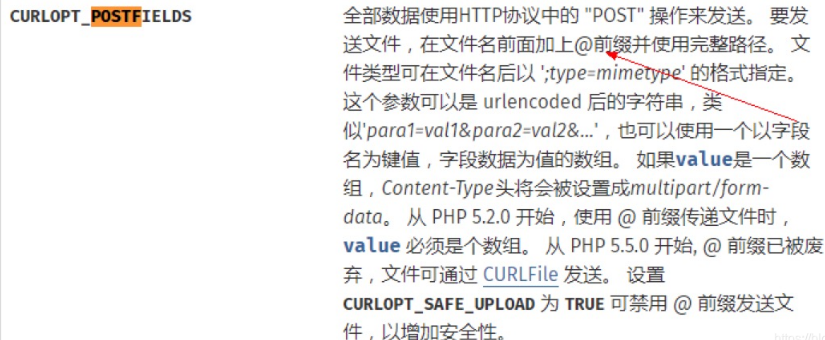 CURLOPT_POSTFIELDS
全部数据使用HTTP协议中的 "POST" 操作来发送。 要发
送文件，在文件名前面加上@前缀并使用完整路径。 文
件类型可在文件名后以 ';type=mimetype' 的格式指定。
这个参数可以是 urlencoded 后的字符串，类
似'para1=val1&para2=val2&...'，也可以使用一个以字段
名为键值，字段数据为值的数组。 如果value是一个数
组，Content-Type头将会被设置成multipart/form-
data。 从 PHP 5.2.0 开始，使用 @ 前缀传递文件时，
value 必须是个数组。 从 PHP 5.5.0 开始, @ 前缀已被废
弃，文件可通过 CURLFile 发送。 设置
CURLOPT_SAFE_UPLOAD 为 TRUE 可禁用 @ 前缀发送文
件，以增加安全性。